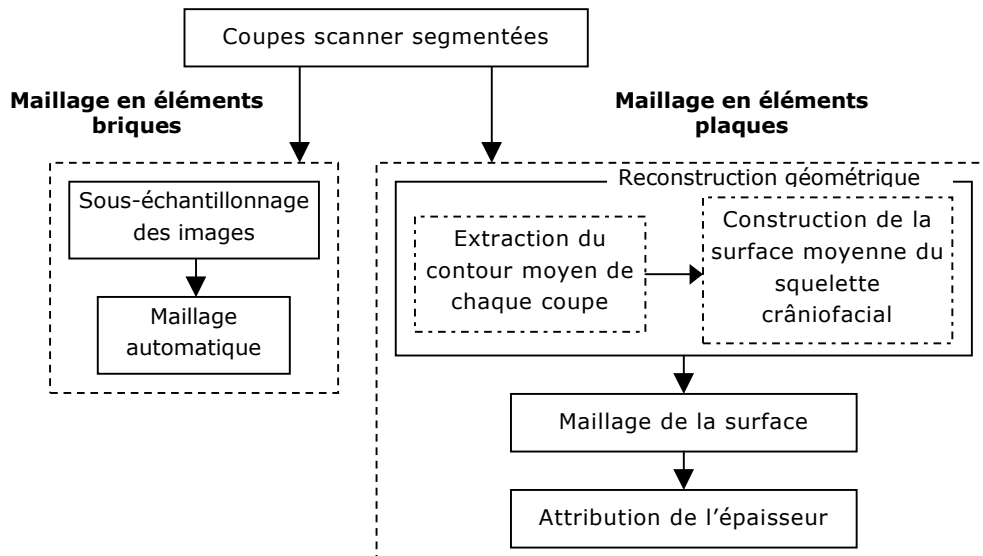 Coupes scanner segmentées
Maillage en éléments
briques
Sous-échantillonnage
des images
Maillage
automatique
Maillage en éléments
plaques
Reconstruction géométrique
Extraction du
contour moyen de
chaque coupe
Construction de la
surface moyenne du
squelette
crâniofacial
Maillage de la surface
Attribution de l’épaisseur